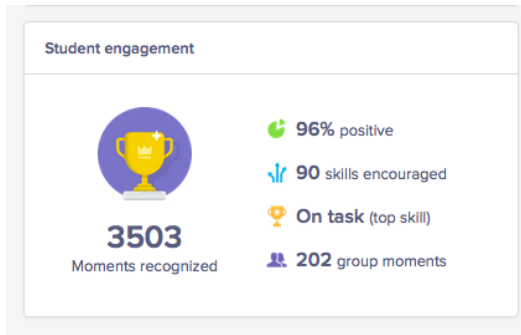 Student engagement
3503
Moments recognized
96% positive
90 skills encouraged
On task (top skill)
202 group moments